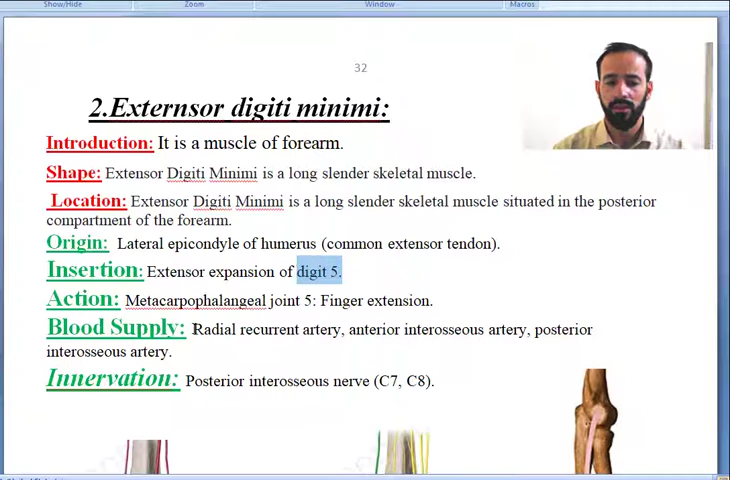 Show/Hide Zoom Window Macros
32
2.Externsor digiti minimi:
Introduction: It is a muscle of forearm.
Shape: Extensor Digiti Minimi is a long slender skeletal muscle.
Location: Extensor Digiti Minimi is a long slender skeletal muscle situated in the posterior
compartment of the forearm.
Origin: Lateral epicondyle of humerus (common extensor tendon).
Insertion: Extensor expansion of digit 5.
Action: Metacarpophalangeal joint 5: Finger extension.
Blood Supply: Radial recurrent artery, anterior interosseous artery, posterior
interosseous artery.
Innervation: Posterior interosseous nerve (C7, C8).